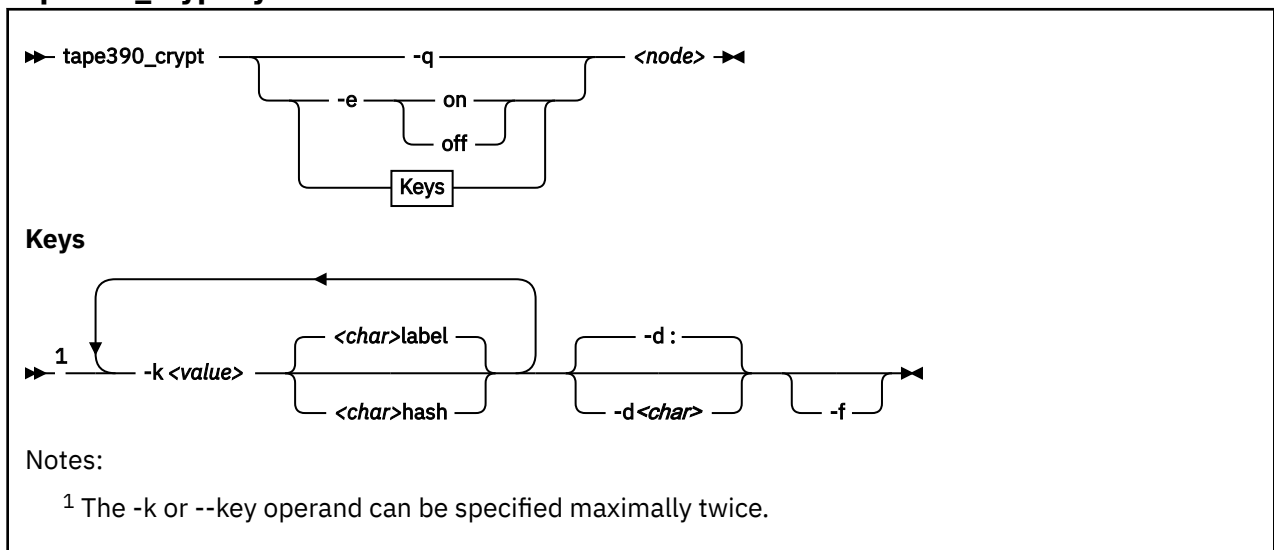 tape390_crypt -q <node>
-e on
off
Keys
Keys
<char>label -d :
1
-k <value>
<char>hash -d<char> -f
Notes:
1 The -k or --key operand can be specified maximally twice.